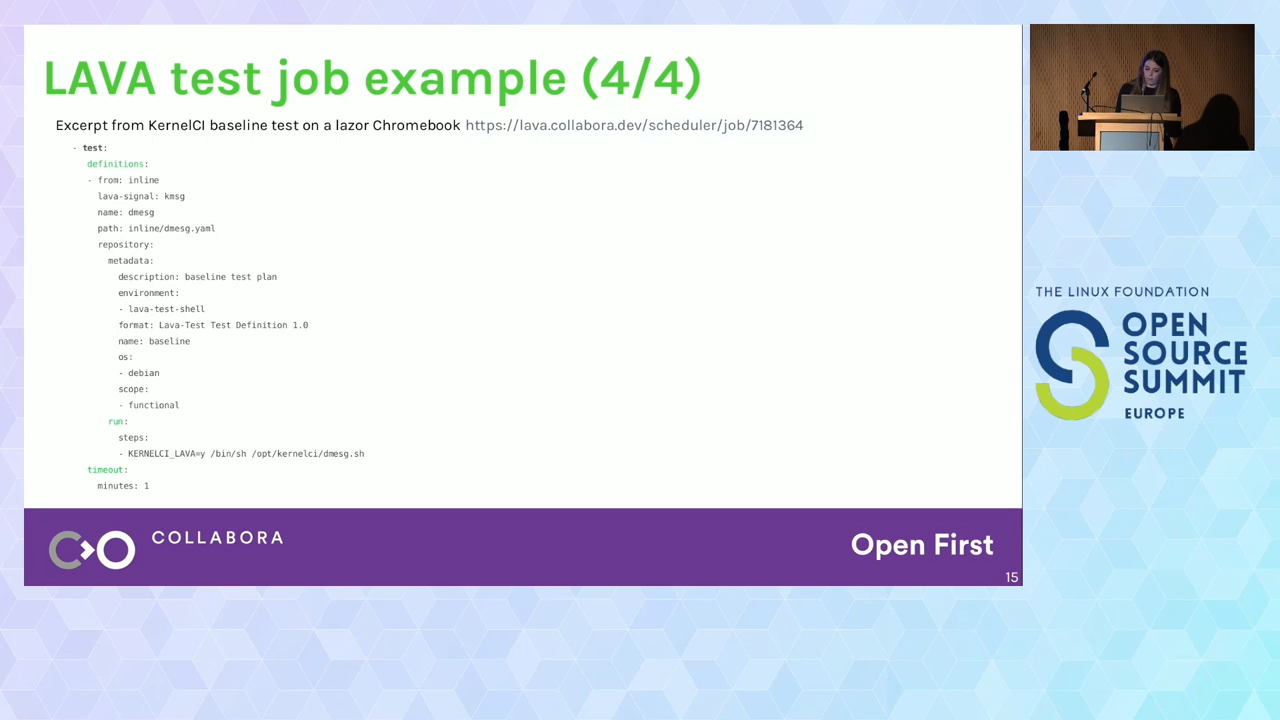 LAVA test job example (4/4)
Excerpt from KernelCI baseline test on a lazor Chromebook https://lava.collabora.dev/scheduler/job/7181364
- test:
definitions:
- from: inline
lava-signal: kmsg
name: dmesg
path: inline/dmesg.yaml
repository:
metadata:
description: baseline test plan
environment:
- lava-test-shell
format: Lava-Test Test Definition 1.0
name: baseline
os:
- debian
scope:
- functional
run:
steps:
- KERNELCI_LAVA=y /bin/sh /opt/kernelci/dmesg.sh
timeout:
minutes: 1
COLLABORA
Open First
15
THE LINUX FOUNDATION
OPEN
SOURCE
SUMMIT
EUROPE